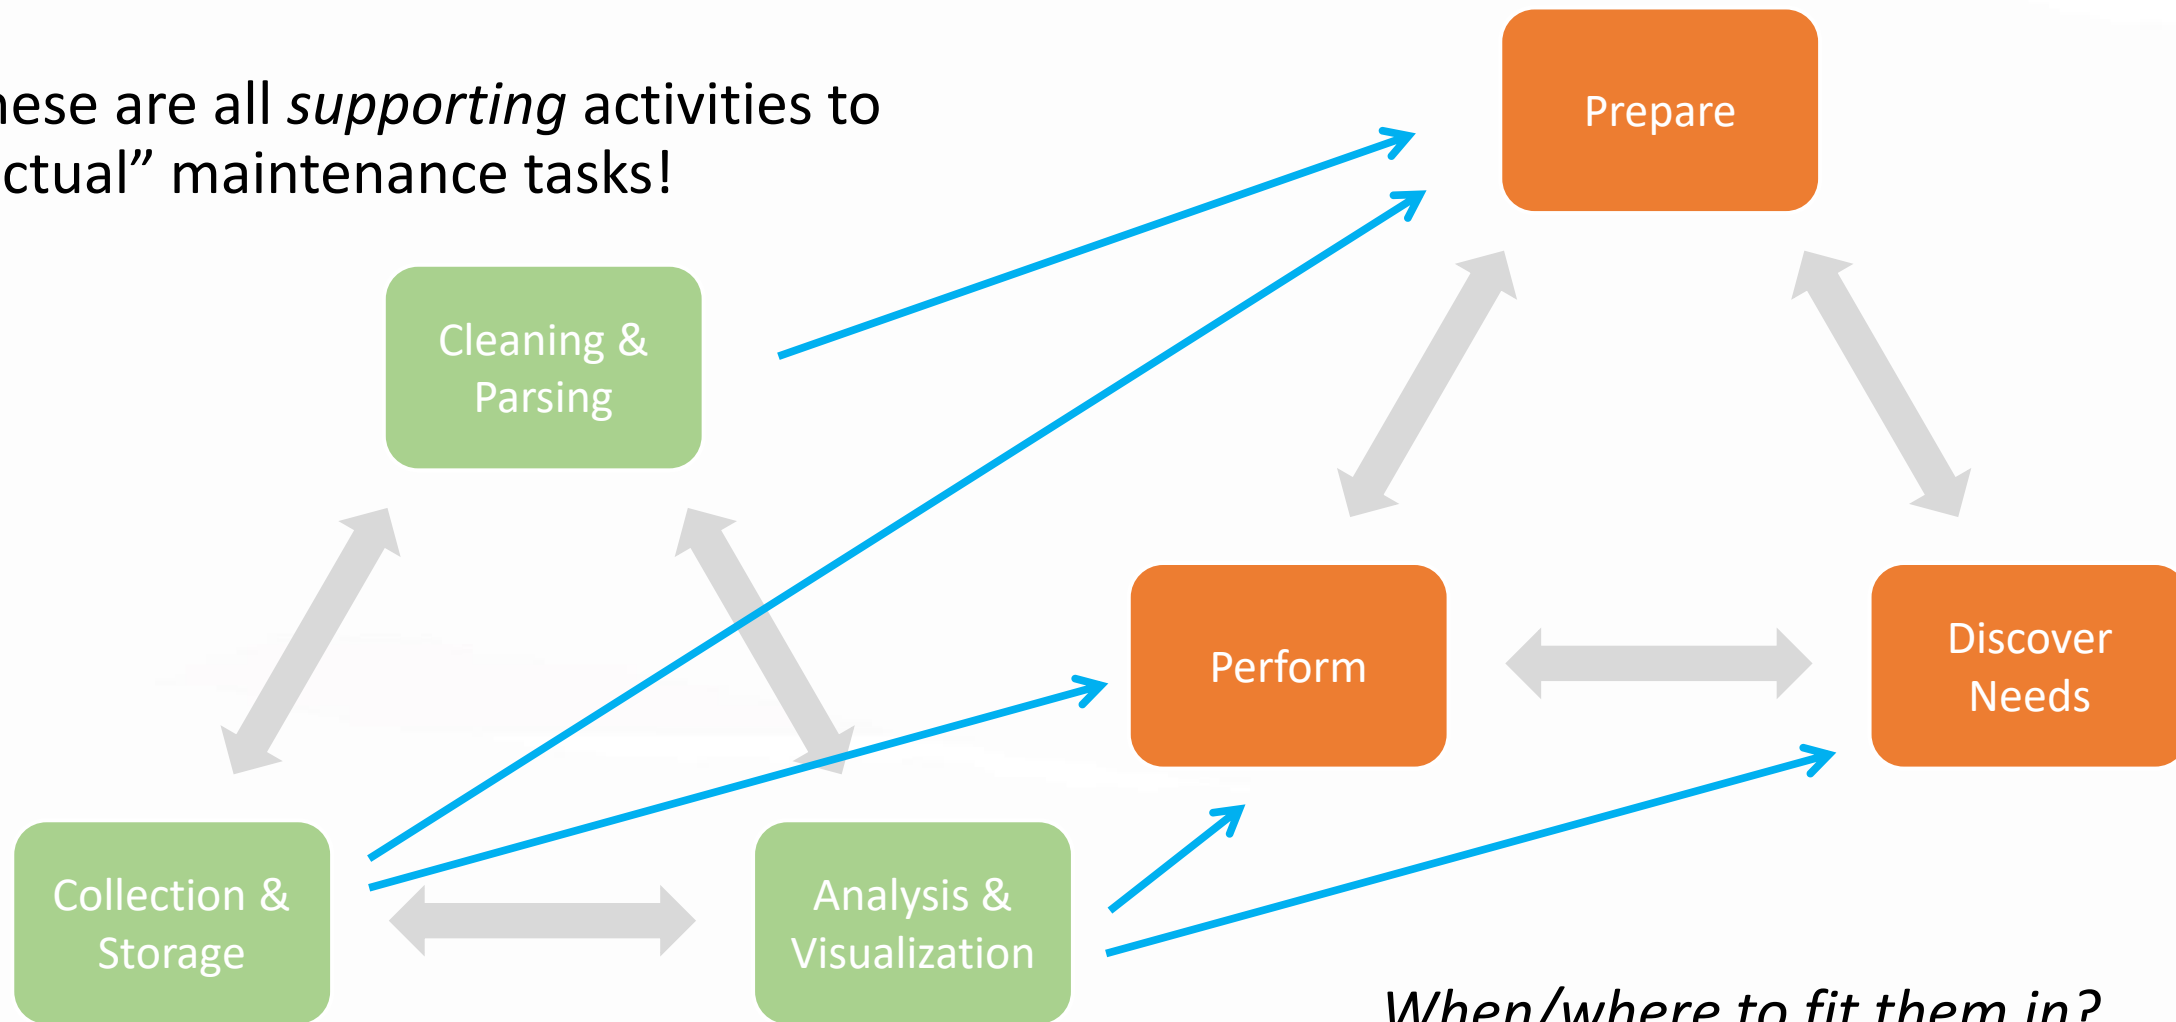 hese are all supporting activities to
ctual” maintenance tasks!
Prepare
Cleaning &
Parsing
Perform
Discover
Needs
Collection &
Storage
Analysis &
Visualization
When/where to fit them in?